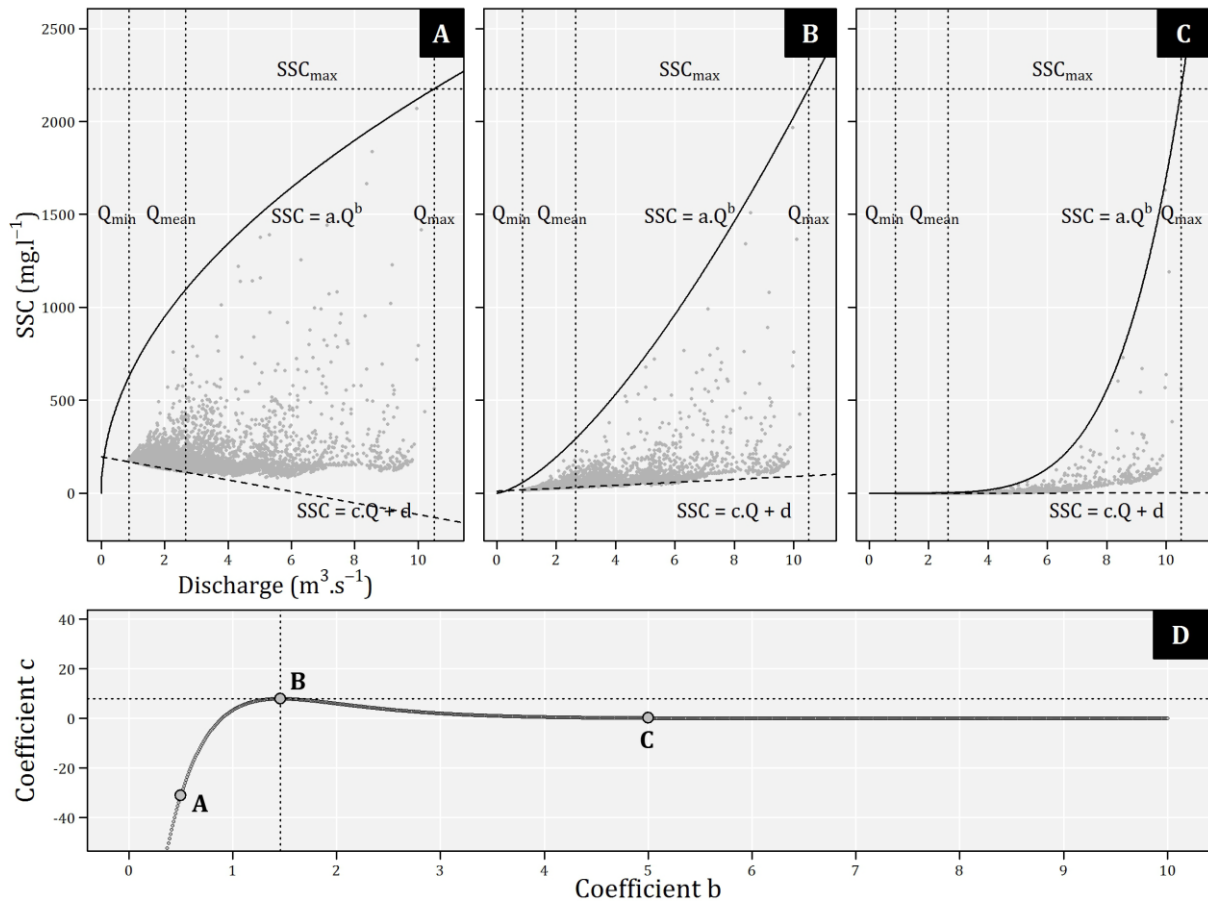 A
B
C
2500
2000
1500
1000
500
0
SSC (mg.l⁻¹)
SSCmax
Qmin
Qmean
SSC = a.Q^b
Qmax
SSC = c.Q + d
0 2 4 6 8 10
SSCmax
Qmin
Qmean
SSC = a.Q^b
Qmax
SSC = c.Q + d
0 2 4 6 8 10
SSCmax
Qmin
Qmean
SSC = a.Q^b
Qmax
SSC = c.Q + d
0 2 4 6 8 10
Discharge (m³.s⁻¹)
D
40
20
0
-20
-40
Coefficient c
A
B
C
0 1 2 3 4 5 6 7 8 9 10
Coefficient b